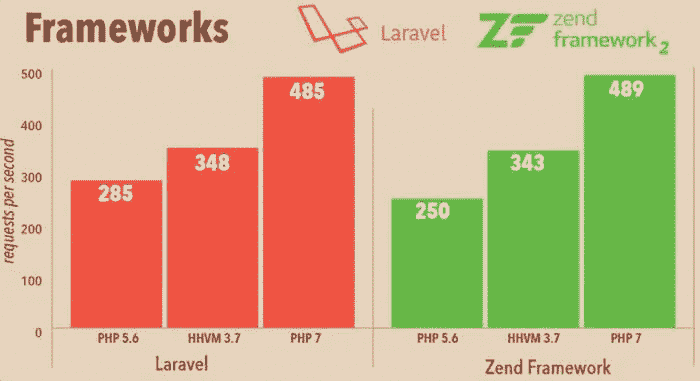 Frameworks
Laravel
zend
framework 2
requests per second
500
400
300
200
100
0
285
348
485
250
343
489
PHP 5.6
HHVM 3.7
PHP 7
PHP 5.6
HHVM 3.7
PHP 7
Laravel
Zend Framework